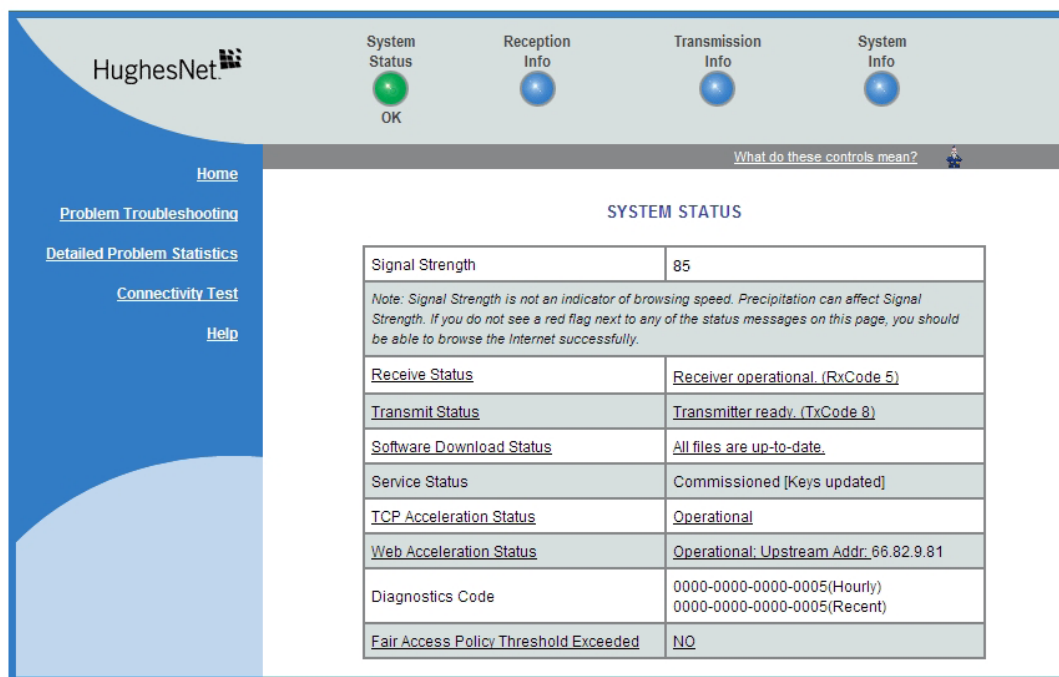 HughesNet.
System
Status
OK
Reception
Info
Transmission
Info
System
Info
What do these controls mean?
Home
Problem Troubleshooting
Detailed Problem Statistics
Connectivity Test
Help
SYSTEM STATUS
Signal Strength 85
Note: Signal Strength is not an indicator of browsing speed. Precipitation can affect Signal
Strength. If you do not see a red flag next to any of the status messages on this page, you should
be able to browse the Internet successfully.
Receive Status Receiver operational. (RxCode 5)
Transmit Status Transmitter ready. (TxCode 8)
Software Download Status All files are up-to-date.
Service Status Commissioned [Keys updated]
TCP Acceleration Status Operational
Web Acceleration Status Operational; Upstream Addr: 66.82.9.81
Diagnostics Code 0000-0000-0000-0005(Hourly)
0000-0000-0000-0005(Recent)
Fair Access Policy Threshold Exceeded NO